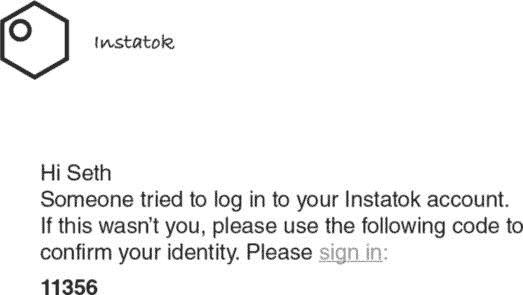 Instatok
Hi Seth
Someone tried to log in to your Instatok account.
If this wasn’t you, please use the following code to
confirm your identity. Please sign in:
11356